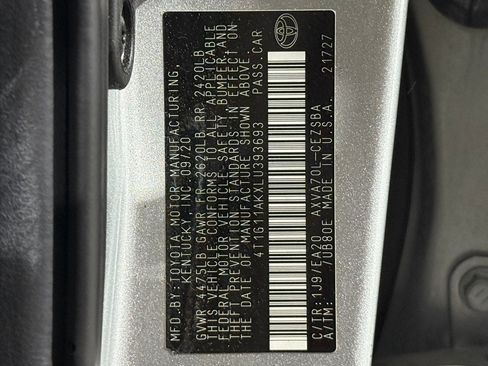 MFD.BY:TOYOTA MOTOR MANUFACTURING,
KENTUCKY,INC.09/20
GVWR 4475LB GAWR FR 2620LB RR 2420LB
THIS VEHICLE CONFORMS TO ALL APPLICABLE
FEDERAL MOTOR VEHICLE SAFETY, BUMPER, AND
THEFT PREVENTION STANDARDS IN EFFECT ON
THE DATE OF MANUFACTURE SHOWN ABOVE.
4T1G11AKXLU393693 PASS.CAR
C/TR:1J9/EA20 AXVA70L-CEZSBA
A/TM: /UB80E MADE IN U.S.A. 21727
TOYOTA